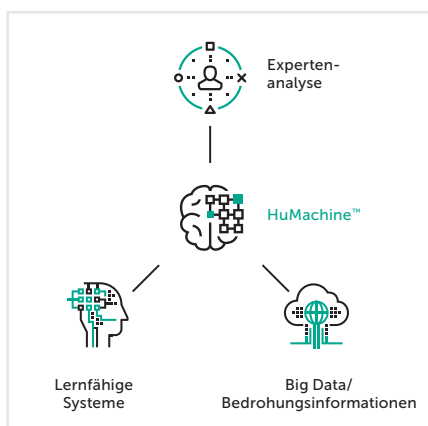 Experten-
analyse
HuMachine™
Lernfähige
Systeme
Big Data/
Bedrohungsinformationen